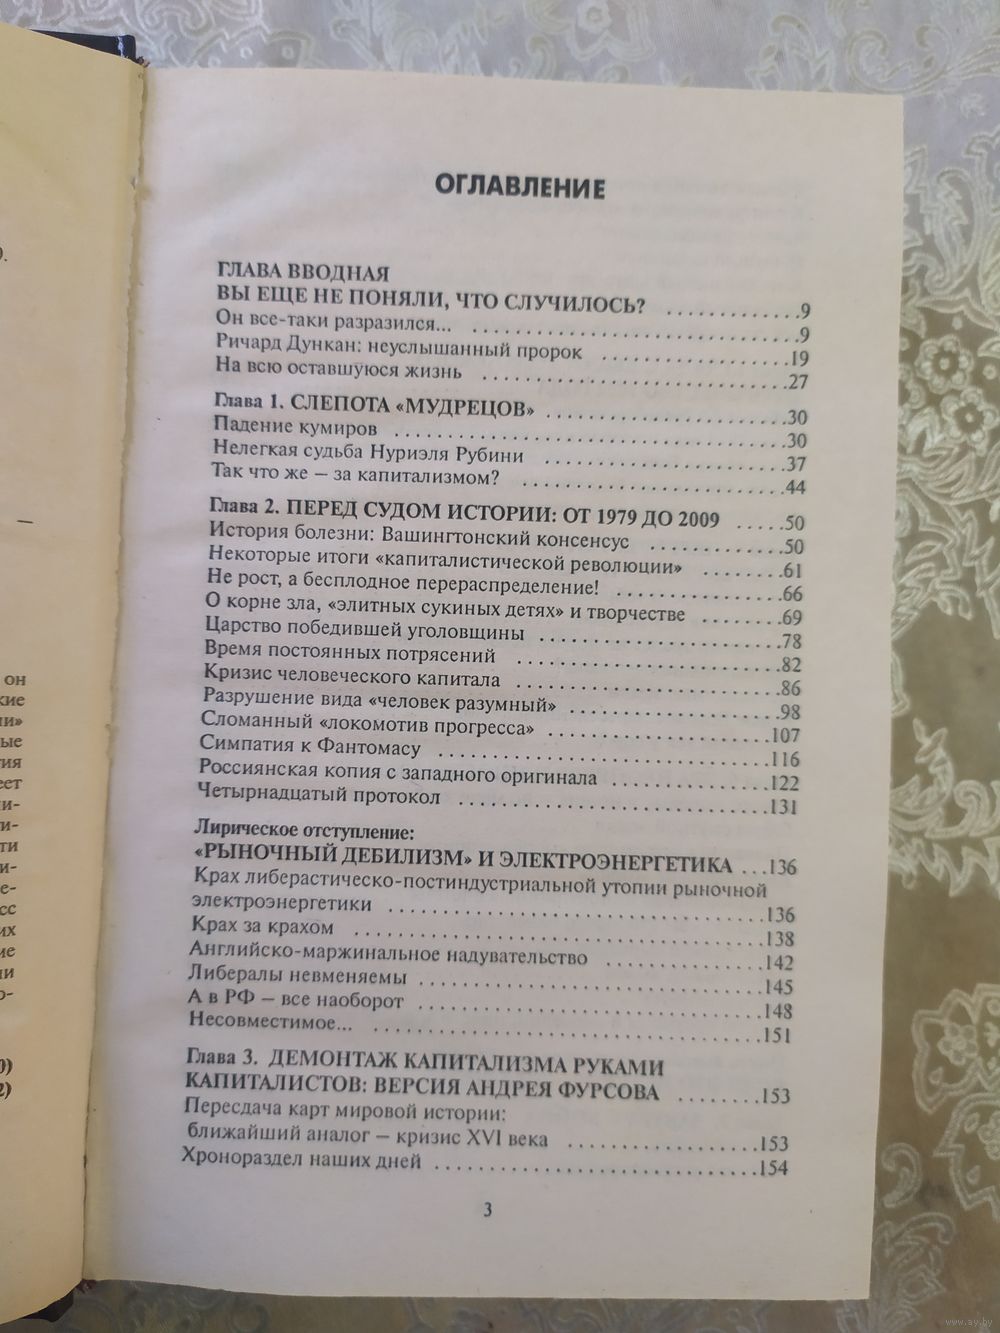 ОГЛАВЛЕНИЕ
ГЛАВА ВВОДНАЯ
ВЫ ЕЩЕ НЕ ПОНЯЛИ, ЧТО СЛУЧИЛОСЬ? .............9
Он все-таки разразился... .............9
Ричард Дункан: неуслышанный пророк .............19
На всю оставшуюся жизнь .............27
Глава 1. СЛЕПОТА «МУДРЕЦОВ» .............30
Падение кумиров .............30
Нелегкая судьба Нуриэля Рубини .............37
Так что же – за капитализмом? .............44
Глава 2. ПЕРЕД СУДОМ ИСТОРИИ: ОТ 1979 ДО 2009 .....50
История болезни: Вашингтонский консенсус .............50
Некоторые итоги «капиталистической революции» ........61
Не рост, а бесплодное перераспределение! .............66
О корне зла, «элитных сукиных детях» и творчестве ........69
Царство победившей уголовщины .............78
Время постоянных потрясений .............82
Кризис человеческого капитала .............86
Разрушение вида «человек разумный» .............98
Сломанный «локомотив прогресса» .............107
Симпатия к Фантомасу .............116
Россиянская копия с западного оригинала .............122
Четырнадцатый протокол .............131
Лирическое отступление:
«РЫНОЧНЫЙ ДЕБИЛИЗМ» И ЭЛЕКТРОЭНЕРГЕТИКА ...136
Крах либерастическо-постиндустриальной утопии рыночной
электроэнергетики .............136
Крах за крахом .............138
Английско-маржинальное надувательство .............142
Либералы невменяемы .............145
А в РФ – все наоборот .............148
Несовместимое... .............151
Глава 3. ДЕМОНТАЖ КАПИТАЛИЗМА РУКАМИ
КАПИТАЛИСТОВ: ВЕРСИЯ АНДРЕЯ ФУРСОВА ........153
Пересдача карт мировой истории:
ближайший аналог – кризис XVI века .............153
Хронораздел наших дней .............154
3
www.ay.by